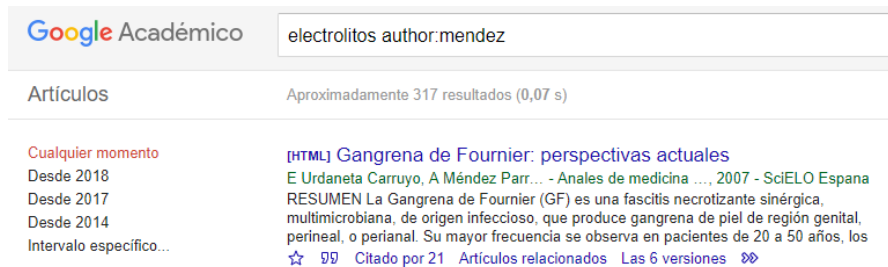 Google Académico
electrolitos author:mendez
Artículos
Aproximadamente 317 resultados (0,07 s)
Cualquier momento
Desde 2018
Desde 2017
Desde 2014
Intervalo específico...
[HTML] Gangrena de Fournier: perspectivas actuales
E Urdaneta Carruyo, A Méndez Parr... - Anales de medicina ..., 2007 - SciELO Espana
RESUMEN La Gangrena de Fournier (GF) es una fascitis necrotizante sinérgica,
multimicrobiana, de origen infeccioso, que produce gangrena de piel de región genital,
perineal, o perianal. Su mayor frecuencia se observa en pacientes de 20 a 50 años, los
Citado por 21 Artículos relacionados Las 6 versiones